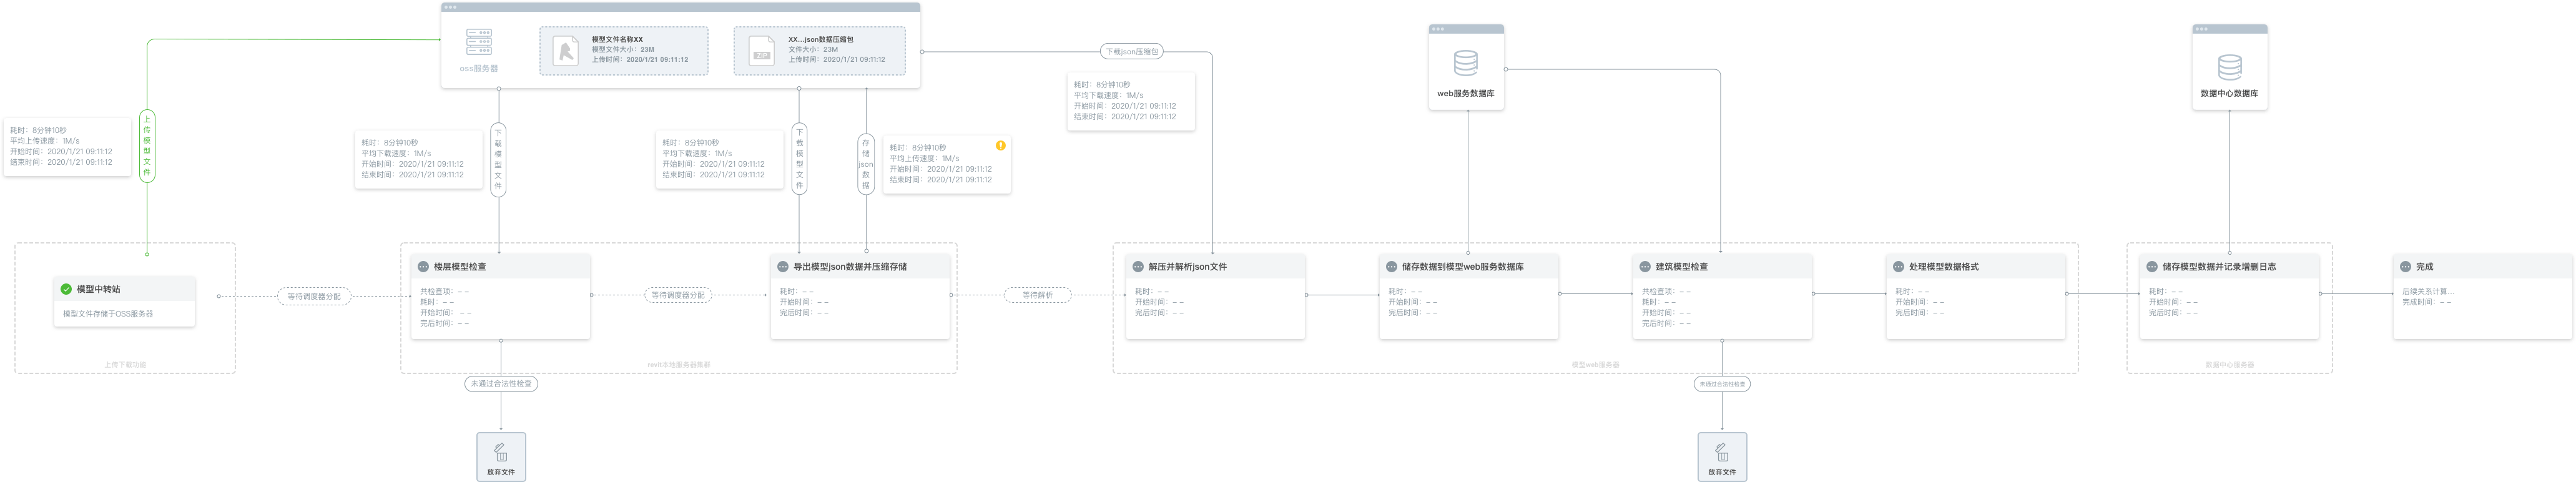 oss服务器
模型文件名称XX
模型文件大小：23M
上传时间：2020/1/21 09:11:12
ZIP
XX...json数据压缩包
文件大小：23M
上传时间：2020/1/21 09:11:12
下载json压缩包
web服务数据库
数据中心数据库
耗时：8分钟10秒
平均上传速度：1M/s
开始时间：2020/1/21 09:11:12
结束时间：2020/1/21 09:11:12
上传模型文件
耗时：8分钟10秒
平均下载速度：1M/s
开始时间：2020/1/21 09:11:12
结束时间：2020/1/21 09:11:12
下载模型文件
耗时：8分钟10秒
平均下载速度：1M/s
开始时间：2020/1/21 09:11:12
结束时间：2020/1/21 09:11:12
下载模型文件
存储json数据
耗时：8分钟10秒
平均上传速度：1M/s
开始时间：2020/1/21 09:11:12
结束时间：2020/1/21 09:11:12
耗时：8分钟10秒
平均下载速度：1M/s
开始时间：2020/1/21 09:11:12
结束时间：2020/1/21 09:11:12
模型中转站
模型文件存储于OSS服务器
上传下载功能
等待调度器分配
楼层模型检查
共检查项：– –
耗时：– –
开始时间：– –
完后时间：– –
等待调度器分配
导出模型json数据并压缩存储
耗时：– –
开始时间：– –
完后时间：– –
revit本地服务器集群
等待解析
解压并解析json文件
耗时：– –
开始时间：– –
完后时间：– –
储存数据到模型web服务数据库
耗时：– –
开始时间：– –
完后时间：– –
建筑模型检查
共检查项：– –
耗时：– –
开始时间：– –
完后时间：– –
处理模型数据格式
耗时：– –
开始时间：– –
完后时间：– –
模型web服务器
储存模型数据并记录增删日志
耗时：– –
开始时间：– –
完后时间：– –
数据中心服务器
完成
后续关系计算...
完成时间：– –
未通过合法性检查
放弃文件
未通过合法性检查
放弃文件